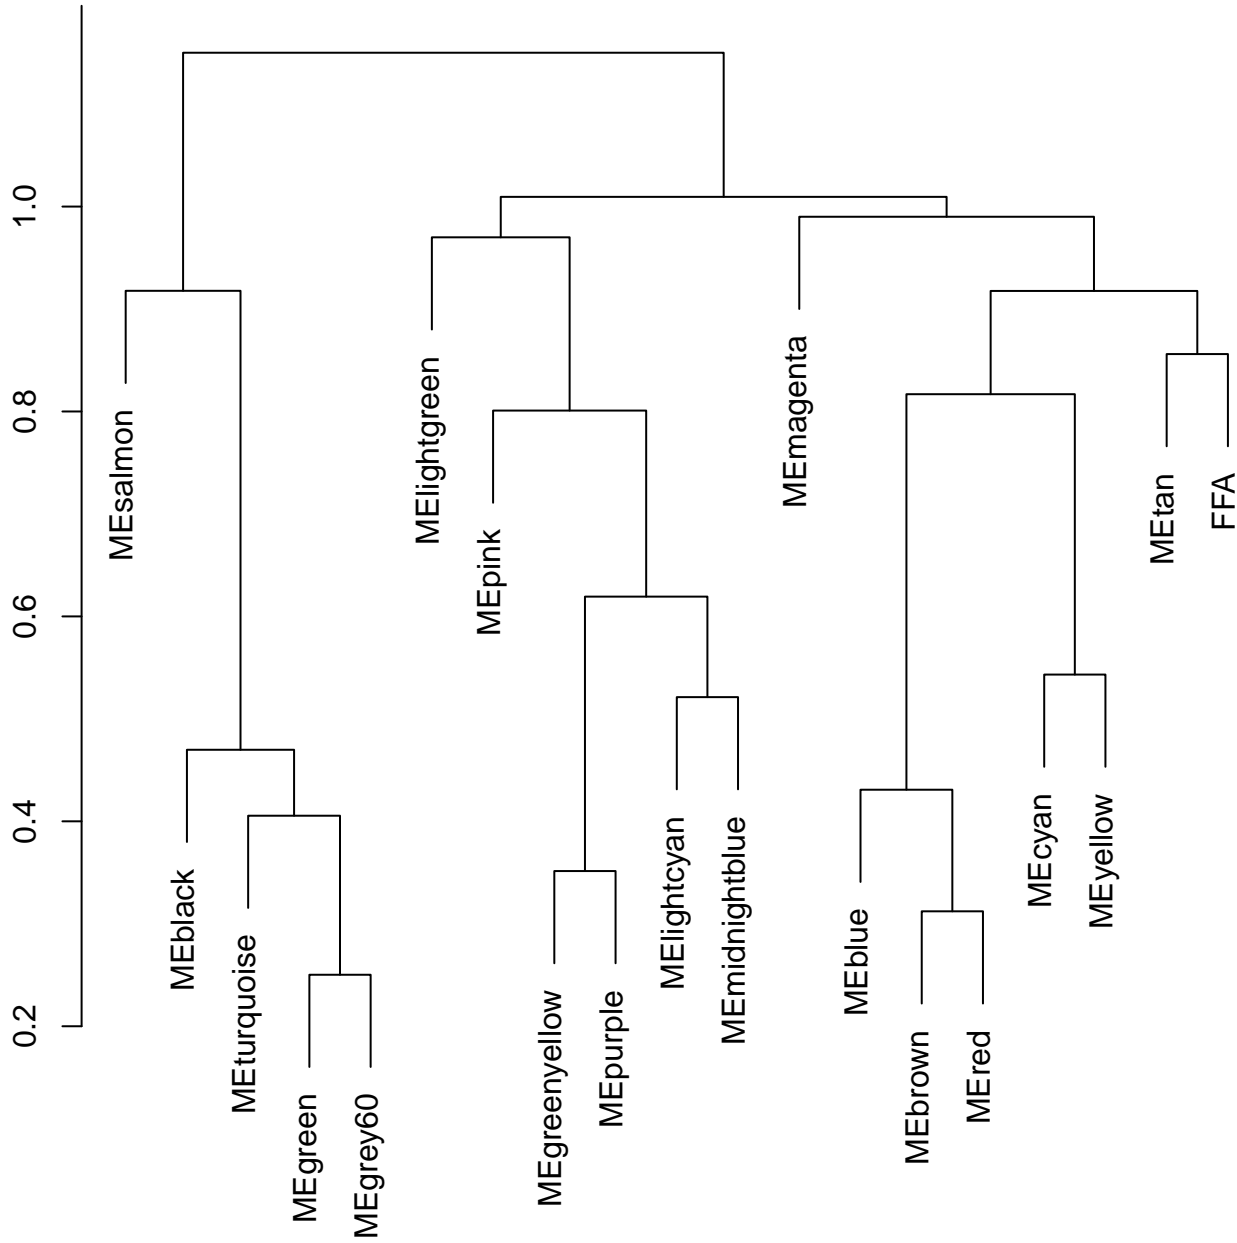 1.0
0.8
0.6
0.4
0.2
MEsalmon
MEblack
MEturquoise
MEgreen
MEgrey60
MElightgreen
MEpink
MEgreenyellow
MEpurple
MElightcyan
MEmidnightblue
MEmagenta
MEblue
MEbrown
MEred
MEcyan
MEyellow
MEtan
FFA